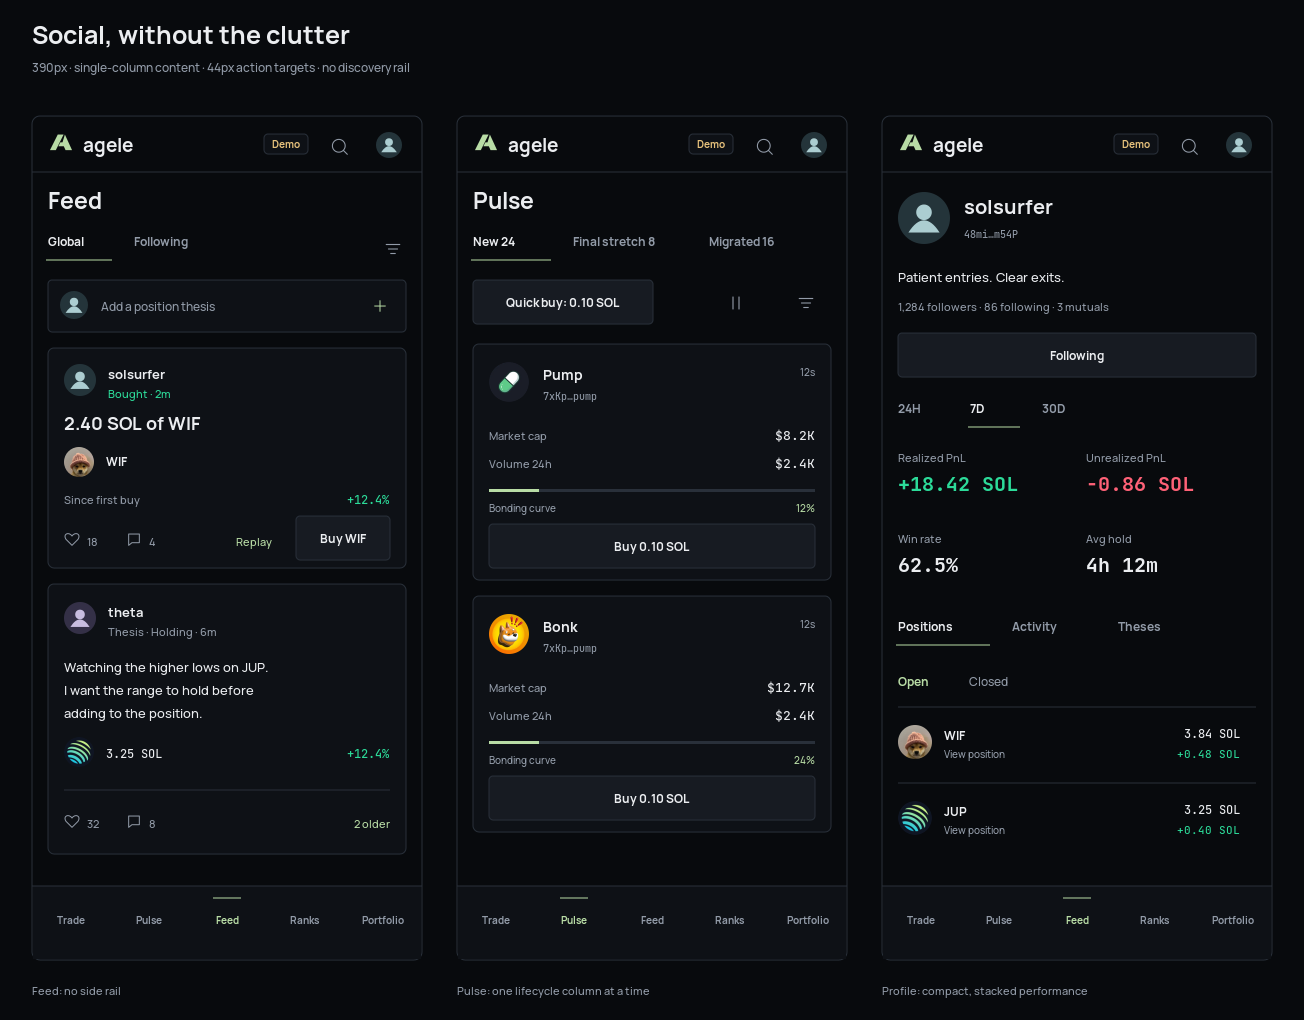 Social, without the clutter
390px · single-column content · 44px action targets · no discovery rail
agele
Demo
Feed
Global
Following
Add a position thesis
solsurfer
Bought · 2m
2.40 SOL of WIF
WIF
Since first buy
+12.4%
18
4
Replay
Buy WIF
theta
Thesis · Holding · 6m
Watching the higher lows on JUP.
I want the range to hold before
adding to the position.
3.25 SOL
+12.4%
32
8
2 older
Trade
Pulse
Feed
Ranks
Portfolio
Feed: no side rail
agele
Demo
Pulse
New 24
Final stretch 8
Migrated 16
Quick buy: 0.10 SOL
Pump
12s
7xKp…pump
Market cap
$8.2K
Volume 24h
$2.4K
Bonding curve
12%
Buy 0.10 SOL
Bonk
12s
7xKp…pump
Market cap
$12.7K
Volume 24h
$2.4K
Bonding curve
24%
Buy 0.10 SOL
Trade
Pulse
Feed
Ranks
Portfolio
Pulse: one lifecycle column at a time
agele
Demo
solsurfer
48mi…m54P
Patient entries. Clear exits.
1,284 followers · 86 following · 3 mutuals
Following
24H
7D
30D
Realized PnL
Unrealized PnL
+18.42 SOL
-0.86 SOL
Win rate
Avg hold
62.5%
4h 12m
Positions
Activity
Theses
Open
Closed
WIF
3.84 SOL
View position
+0.48 SOL
JUP
3.25 SOL
View position
+0.40 SOL
Trade
Pulse
Feed
Ranks
Portfolio
Profile: compact, stacked performance